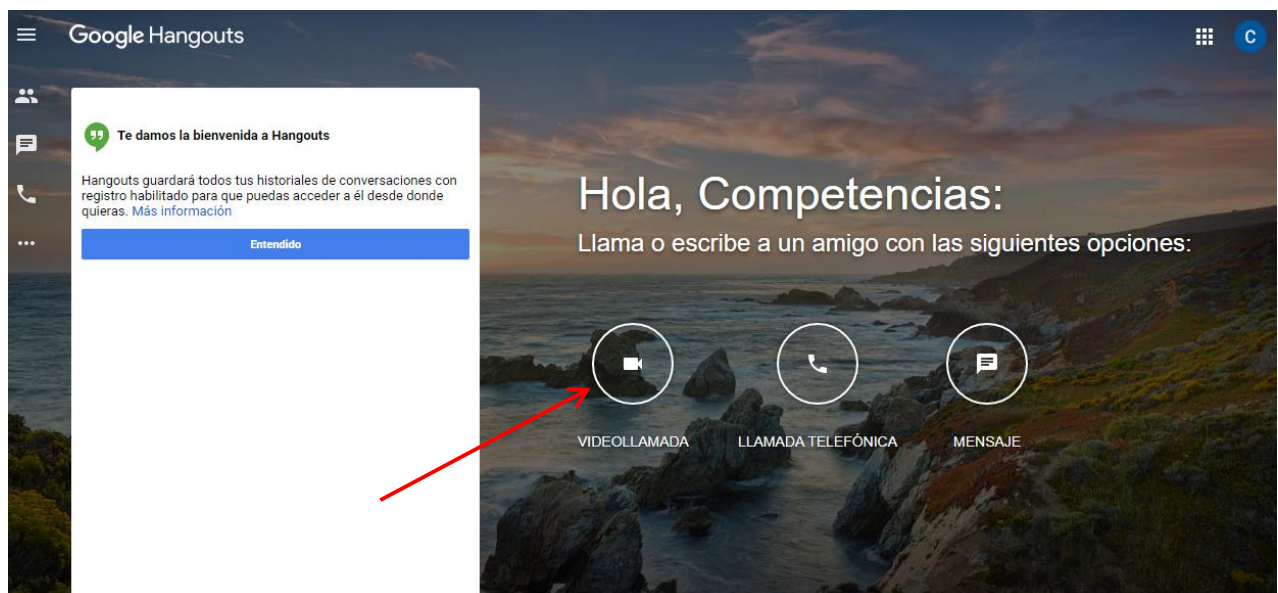 Google Hangouts
C
Te damos la bienvenida a Hangouts
Hangouts guardará todos tus historiales de conversaciones con
registro habilitado para que puedas acceder a él desde donde
quieras. Más información
Entendido
Hola, Competencias:
Llama o escribe a un amigo con las siguientes opciones:
VIDEOLLAMADA
LLAMADA TELEFÓNICA
MENSAJE